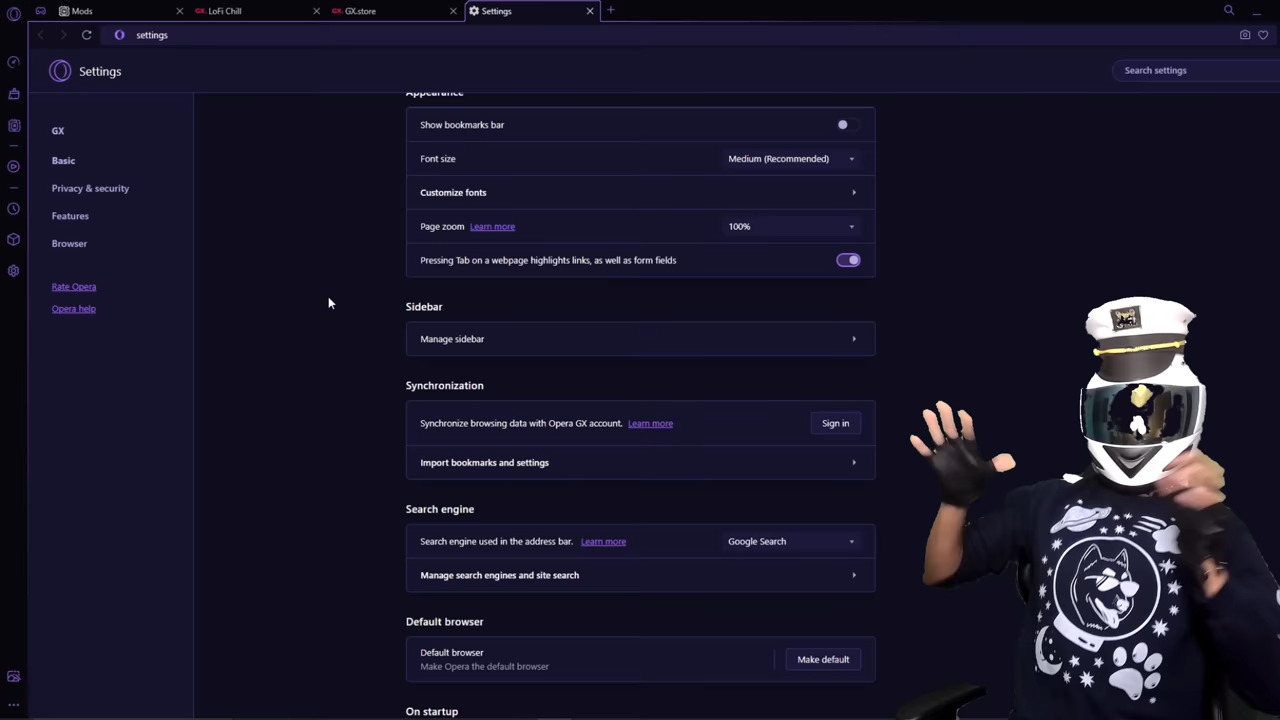 Mods
LoFi Chill
GX.store
Settings
settings
Settings
Search settings
GX
Basic
Privacy & security
Features
Browser
Rate Opera
Opera help
Appearance
Show bookmarks bar
Font size
Medium (Recommended)
Customize fonts
Page zoom Learn more
100%
Pressing Tab on a webpage highlights links, as well as form fields
Sidebar
Manage sidebar
Synchronization
Synchronize browsing data with Opera GX account. Learn more
Sign in
Import bookmarks and settings
Search engine
Search engine used in the address bar. Learn more
Google Search
Manage search engines and site search
Default browser
Default browser
Make Opera the default browser
Make default
On startup